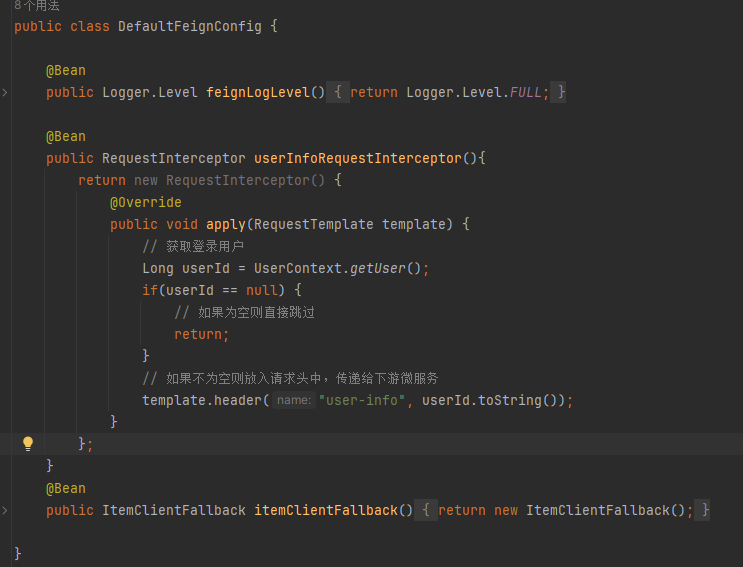 8个用法
public class DefaultFeignConfig {
@Bean
public Logger.Level feignLogLevel() { return Logger.Level.FULL; }
@Bean
public RequestInterceptor userInfoRequestInterceptor(){
return new RequestInterceptor() {
@Override
public void apply(RequestTemplate template) {
// 获取登录用户
Long userId = UserContext.getUser();
if(userId == null) {
// 如果为空则直接跳过
return;
}
// 如果不为空则放入请求头中，传递给下游微服务
template.header( name: "user-info", userId.toString());
}
};
}
@Bean
public ItemClientFallback itemClientFallback() { return new ItemClientFallback(); }
}